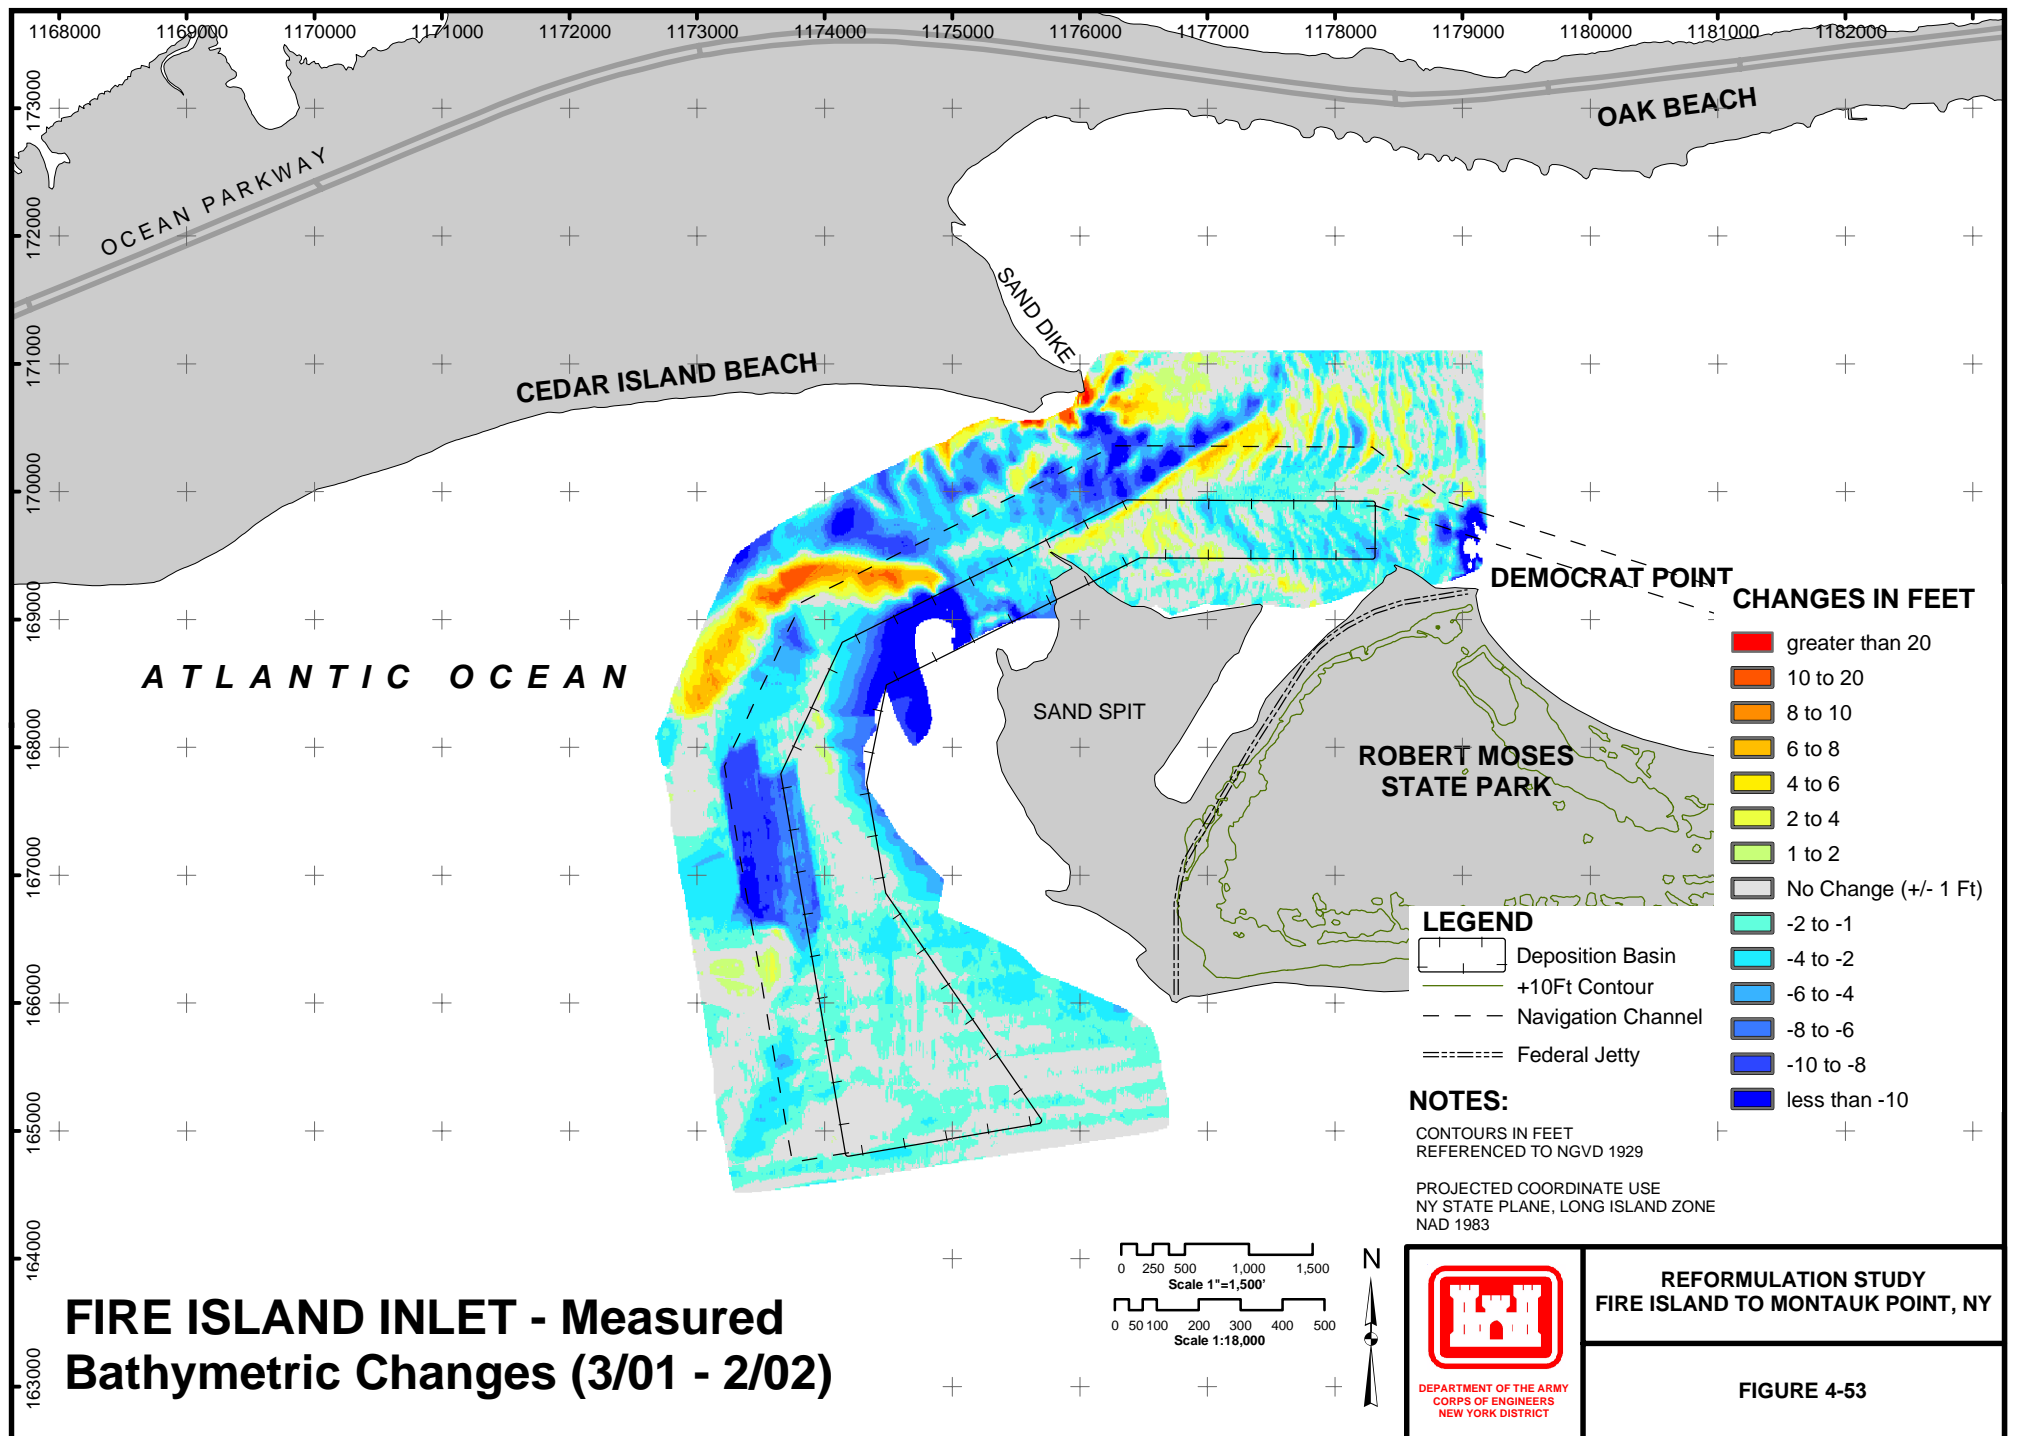 1168000 1169000 1170000 1171000 1172000 1173000 1174000 1175000 1176000 1177000 1178000 1179000 1180000 1181000 1182000
173000
172000
171000
170000
169000
168000
167000
166000
165000
164000
163000
OCEAN PARKWAY
OAK BEACH
SAND DIKE
CEDAR ISLAND BEACH
ATLANTIC OCEAN
DEMOCRAT POINT
SAND SPIT
ROBERT MOSES
STATE PARK
CHANGES IN FEET
greater than 20
10 to 20
8 to 10
6 to 8
4 to 6
2 to 4
1 to 2
No Change (+/- 1 Ft)
-2 to -1
-4 to -2
-6 to -4
-8 to -6
-10 to -8
less than -10
LEGEND
Deposition Basin
+10Ft Contour
Navigation Channel
Federal Jetty
NOTES:
CONTOURS IN FEET
REFERENCED TO NGVD 1929
PROJECTED COORDINATE USE
NY STATE PLANE, LONG ISLAND ZONE
NAD 1983
0 250 500 1,000 1,500
Scale 1"=1,500'
0 50 100 200 300 400 500
Scale 1:18,000
N
FIRE ISLAND INLET - Measured
Bathymetric Changes (3/01 - 2/02)
DEPARTMENT OF THE ARMY
CORPS OF ENGINEERS
NEW YORK DISTRICT
REFORMULATION STUDY
FIRE ISLAND TO MONTAUK POINT, NY
FIGURE 4-53